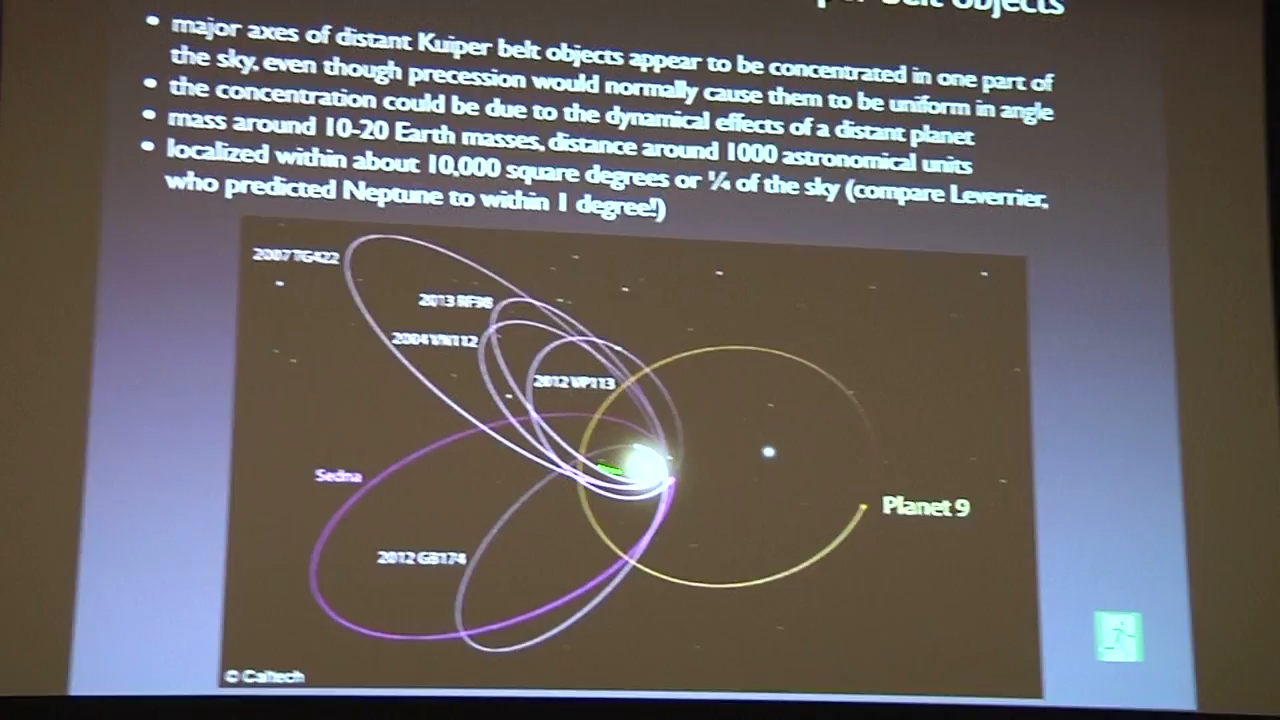 belt objects
• major axes of distant Kuiper belt objects appear to be concentrated in one part of
the sky, even though precession would normally cause them to be uniform in angle
• the concentration could be due to the dynamical effects of a distant planet
• mass around 10-20 Earth masses, distance around 1000 astronomical units
• localized within about 10,000 square degrees or ¼ of the sky (compare Leverrier,
who predicted Neptune to within 1 degree!)
2007 TG422
2013 RF98
2004 VN112
2012 VP113
Sedna
Planet 9
2012 GB174
© Caltech